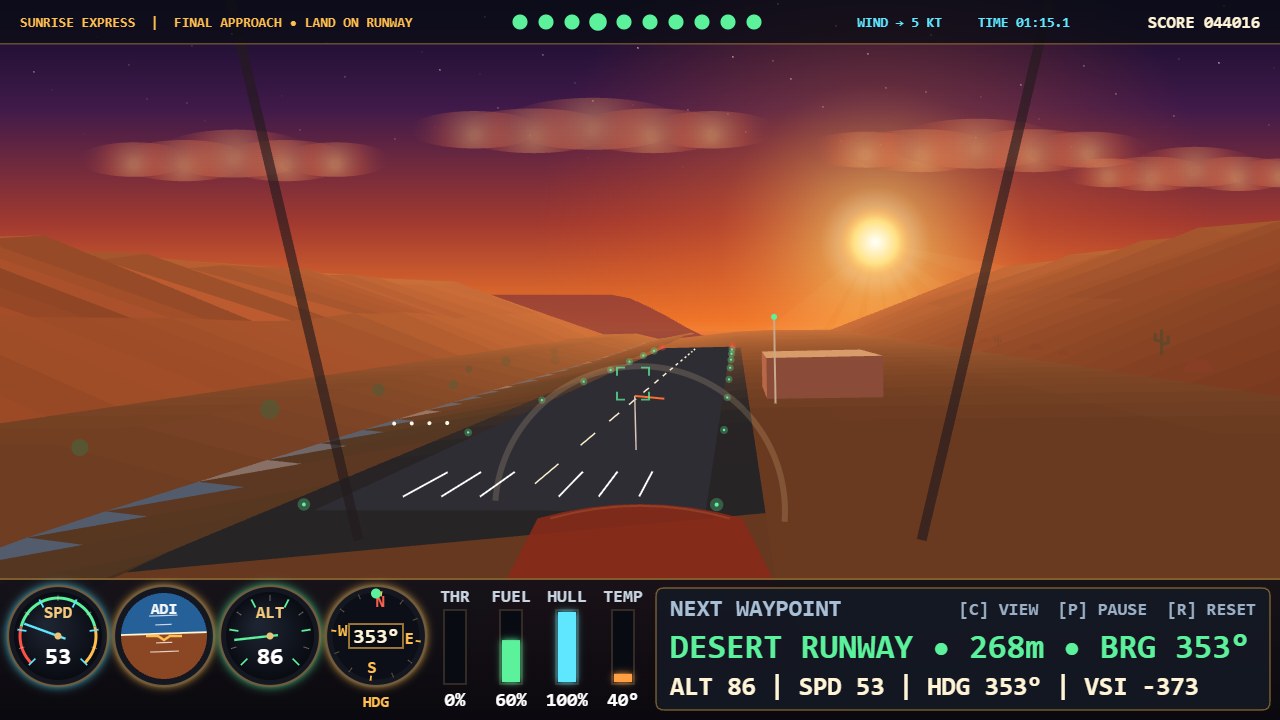 SUNRISE EXPRESS | FINAL APPROACH • LAND ON RUNWAY
WIND → 5 KT TIME 01:15.1 SCORE 044016
SPD
53
ADI
ALT
86
N
W 353° E
S
HDG
THR FUEL HULL TEMP
0% 60% 100% 40°
NEXT WAYPOINT [C] VIEW [P] PAUSE [R] RESET
DESERT RUNWAY • 268m • BRG 353°
ALT 86 | SPD 53 | HDG 353° | VSI -373